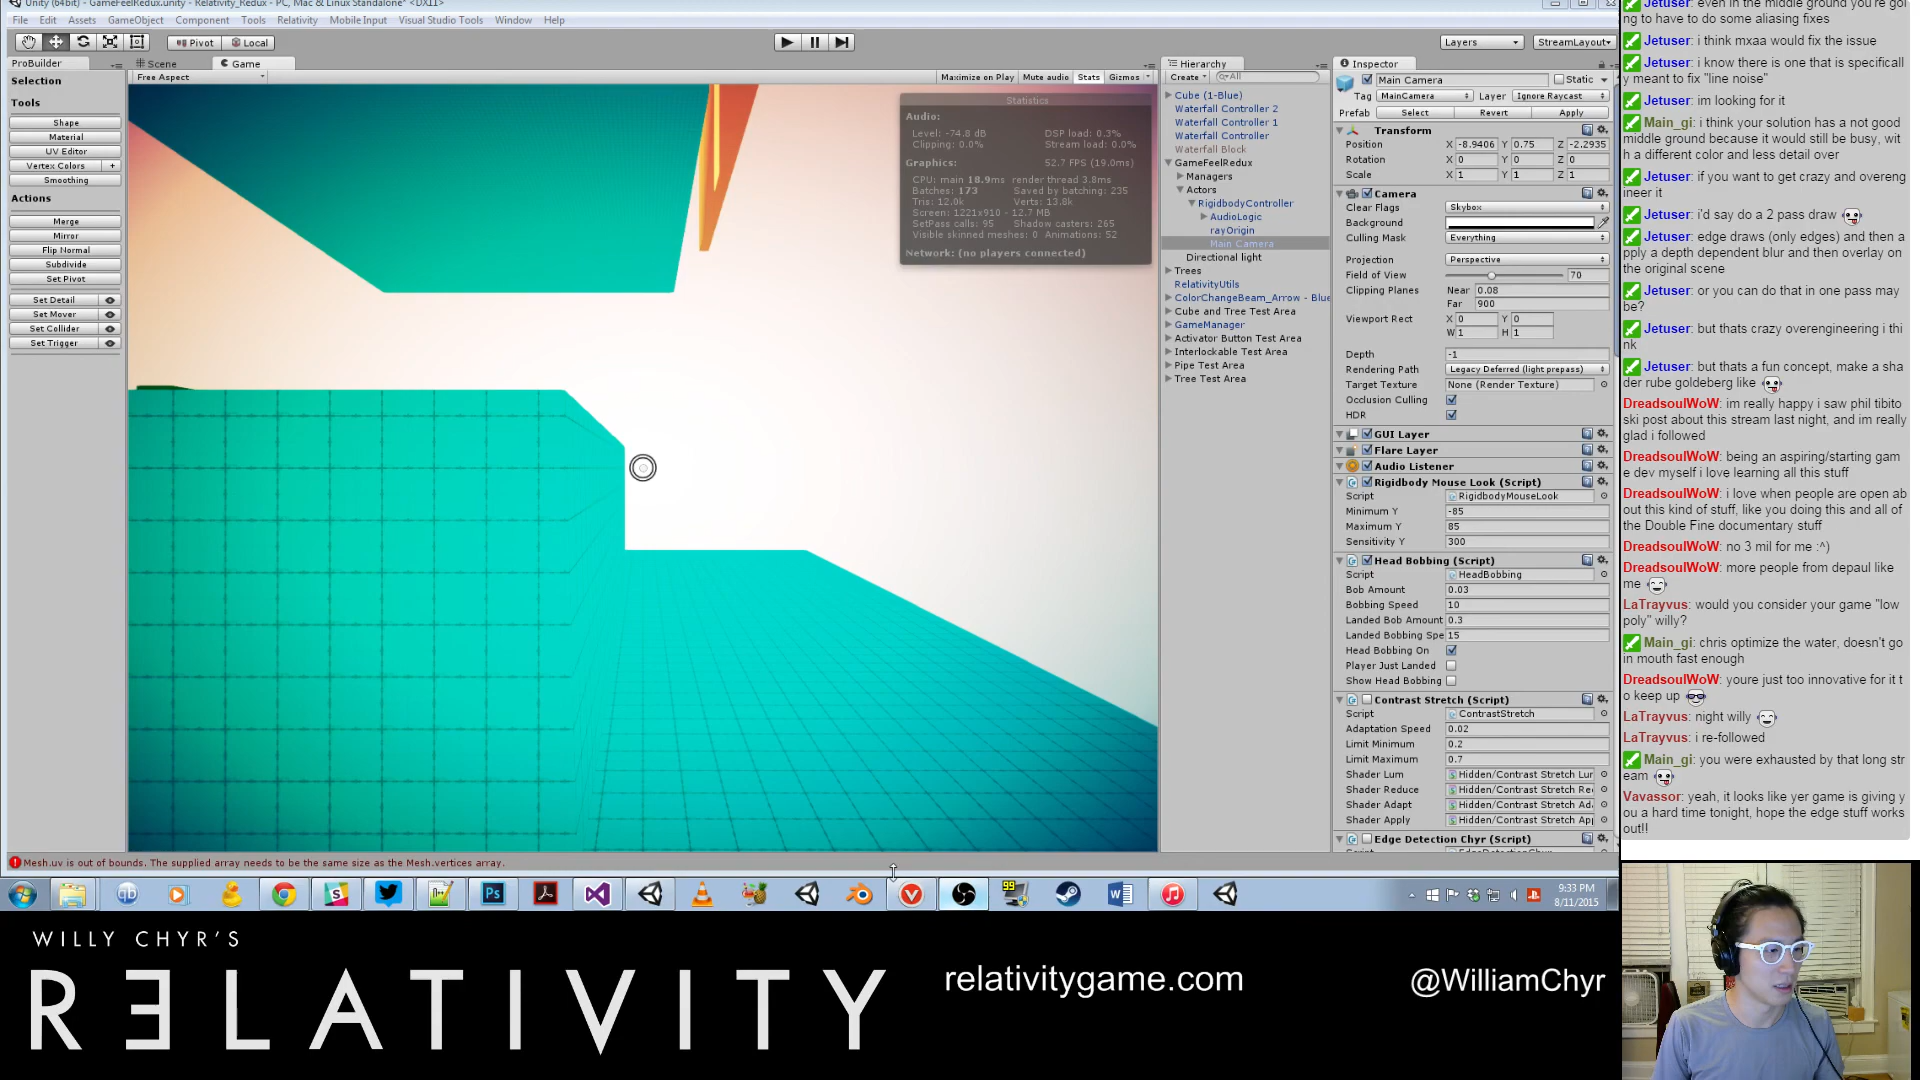 Unity (64bit) - GameFeelRedux.unity - Relativity_Redux - PC, Mac & Linux Standalone* <DX11>
File Edit Assets GameObject Component Tools Relativity Mobile Input Visual Studio Tools Window Help
Pivot Local
Layers StreamLayout
ProBuilder
Selection
Tools
Shape
Material
UV Editor
Vertex Colors +
Smoothing
Actions
Merge
Mirror
Flip Normal
Subdivide
Set Pivot
Set Detail
Set Mover
Set Collider
Set Trigger
Scene Game
Free Aspect
Maximize on Play Mute audio Stats Gizmos
Statistics
Audio:
Level: -74.8 dB DSP load: 0.3%
Clipping: 0.0% Stream load: 0.0%
Graphics: 52.7 FPS (19.0ms)
CPU: main 18.9ms render thread 3.8ms
Batches: 173 Saved by batching: 235
Tris: 12.0k Verts: 13.8k
Screen: 1221x910 - 12.7 MB
SetPass calls: 95 Shadow casters: 265
Visible skinned meshes: 0 Animations: 52
Network: (no players connected)
Hierarchy
Create All
Cube (1-Blue)
Waterfall Controller 2
Waterfall Controller 1
Waterfall Controller
Waterfall Block
GameFeelRedux
Managers
Actors
RigidbodyController
AudioLogic
rayOrigin
Main Camera
Directional light
Trees
RelativityUtils
ColorChangeBeam_Arrow - Blue
Cube and Tree Test Area
GameManager
Activator Button Test Area
Interlockable Test Area
Pipe Test Area
Tree Test Area
Inspector
Main Camera Static
Tag MainCamera Layer Ignore Raycast
Prefab Select Revert Apply
Transform
Position X -8.9406 Y 0.75 Z -2.2935
Rotation X 0 Y 0 Z 0
Scale X 1 Y 1 Z 1
Camera
Clear Flags Skybox
Background
Culling Mask Everything
Projection Perspective
Field of View 70
Clipping Planes Near 0.08
Far 900
Viewport Rect X 0 Y 0
W 1 H 1
Depth -1
Rendering Path Legacy Deferred (light prepass)
Target Texture None (Render Texture)
Occlusion Culling
HDR
GUI Layer
Flare Layer
Audio Listener
Rigidbody Mouse Look (Script)
Script RigidbodyMouseLook
Minimum Y -85
Maximum Y 85
Sensitivity Y 300
Head Bobbing (Script)
Script HeadBobbing
Bob Amount 0.03
Bobbing Speed 10
Landed Bob Amount 0.3
Landed Bobbing Spe 15
Head Bobbing On
Player Just Landed
Show Head Bobbing
Contrast Stretch (Script)
Script ContrastStretch
Adaptation Speed 0.02
Limit Minimum 0.2
Limit Maximum 0.7
Shader Lum Hidden/Contrast Stretch Lur
Shader Reduce Hidden/Contrast Stretch Re
Shader Adapt Hidden/Contrast Stretch Ad
Shader Apply Hidden/Contrast Stretch App
Edge Detection Chyr (Script)
Mesh.uv is out of bounds. The supplied array needs to be the same size as the Mesh.vertices array.
99
9:33 PM
8/11/2015
Jetuser: even in the middle ground you're goi
ng to have to do some aliasing fixes
Jetuser: i think mxaa would fix the issue
Jetuser: i know there is one that is specificall
y meant to fix "line noise"
Jetuser: im looking for it
Main_gi: i think your solution has a not good
middle ground because it would still be busy, wit
h a different color and less detail over
Jetuser: if you want to get crazy and overeng
ineer it
Jetuser: i'd say do a 2 pass draw
Jetuser: edge draws (only edges) and then a
pply a depth dependent blur and then overlay on
the original scene
Jetuser: or you can do that in one pass may
be?
Jetuser: but thats crazy overengineering i thi
nk
Jetuser: but thats a fun concept, make a sha
der rube goldeberg like
DreadsoulWoW: im really happy i saw phil tibito
ski post about this stream last night, and im really
glad i followed
DreadsoulWoW: being an aspiring/starting gam
e dev myself i love learning all this stuff
DreadsoulWoW: i love when people are open ab
out this kind of stuff, like you doing this and all of
the Double Fine documentary stuff
DreadsoulWoW: no 3 mil for me :^)
DreadsoulWoW: more people from depaul like
me
LaTrayvus: would you consider your game "low
poly" willy?
Main_gi: chris optimize the water, doesn't go
in mouth fast enough
DreadsoulWoW: youre just too innovative for it t
o keep up
LaTrayvus: night willy
LaTrayvus: i re-followed
Main_gi: you were exhausted by that long str
eam
Vavassor: yeah, it looks like yer game is giving y
ou a hard time tonight, hope the edge stuff works
out!!
WILLY CHYR'S
RELATIVITY
relativitygame.com
@WilliamChyr